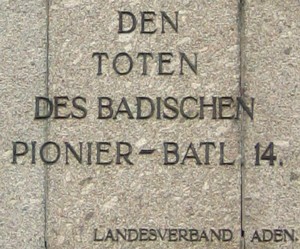 DEN
TOTEN
DES BADISCHEN
PIONIER-BATL. 14.
LANDESVERBAND ADEN.